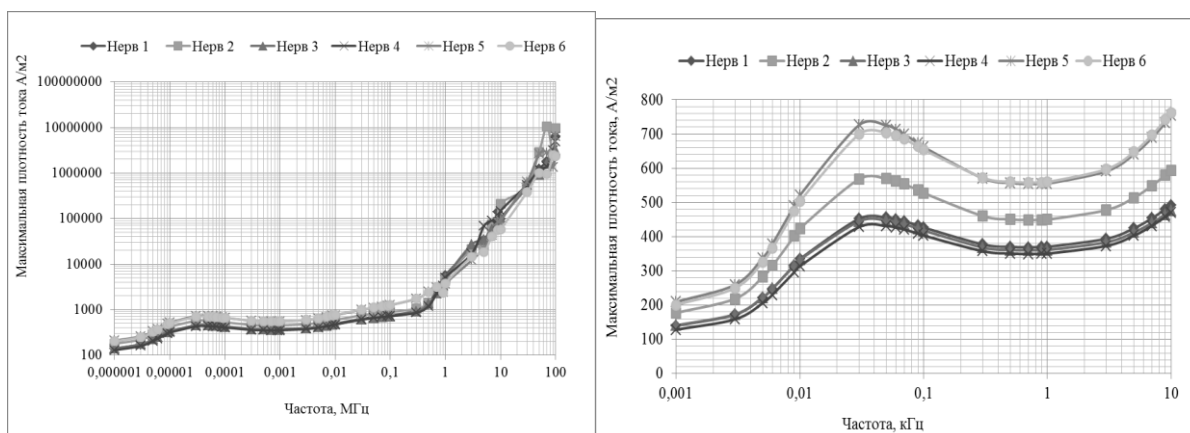 Нерв 1 Нерв 2 Нерв 3 Нерв 4 Нерв 5 Нерв 6
Максимальная плотность тока А/м2
100000000
10000000
1000000
100000
10000
1000
100
0,000001 0,00001 0,0001 0,001 0,01 0,1 1 10 100
Частота, МГц
Нерв 1 Нерв 2 Нерв 3 Нерв 4 Нерв 5 Нерв 6
Максимальная плотность тока, А/м2
800
700
600
500
400
300
200
100
0
0,001 0,01 0,1 1 10
Частота, кГц